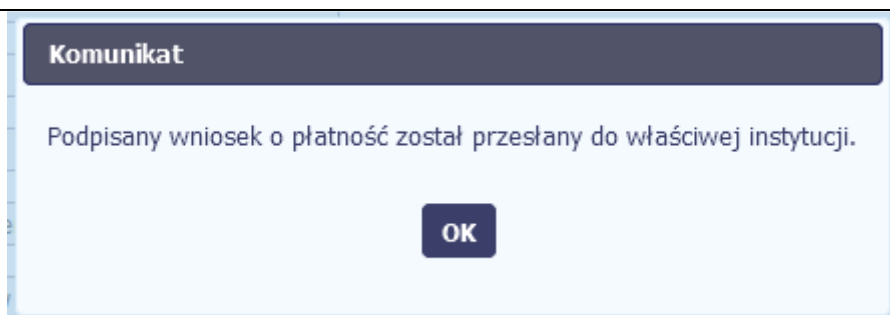 Komunikat
Podpisany wniosek o płatność został przesłany do właściwej instytucji.
OK